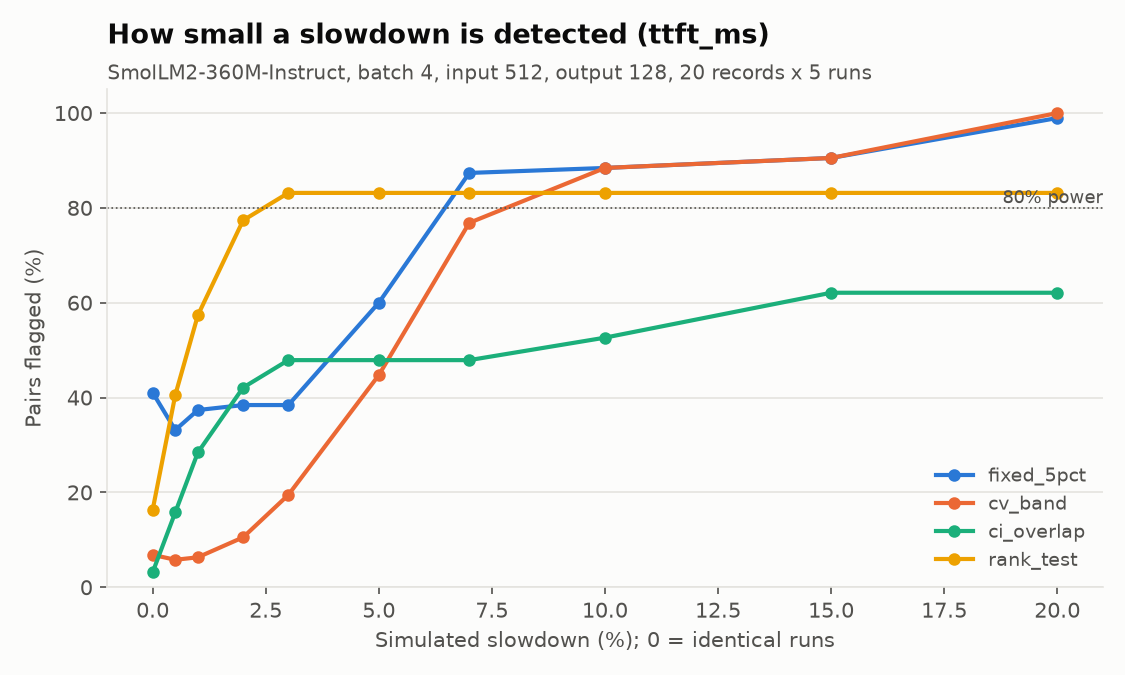 How small a slowdown is detected (ttft_ms)
SmolLM2-360M-Instruct, batch 4, input 512, output 128, 20 records x 5 runs
Pairs flagged (%)
100
80
60
40
20
0
80% power
fixed_5pct
cv_band
ci_overlap
rank_test
0.0 2.5 5.0 7.5 10.0 12.5 15.0 17.5 20.0
Simulated slowdown (%); 0 = identical runs